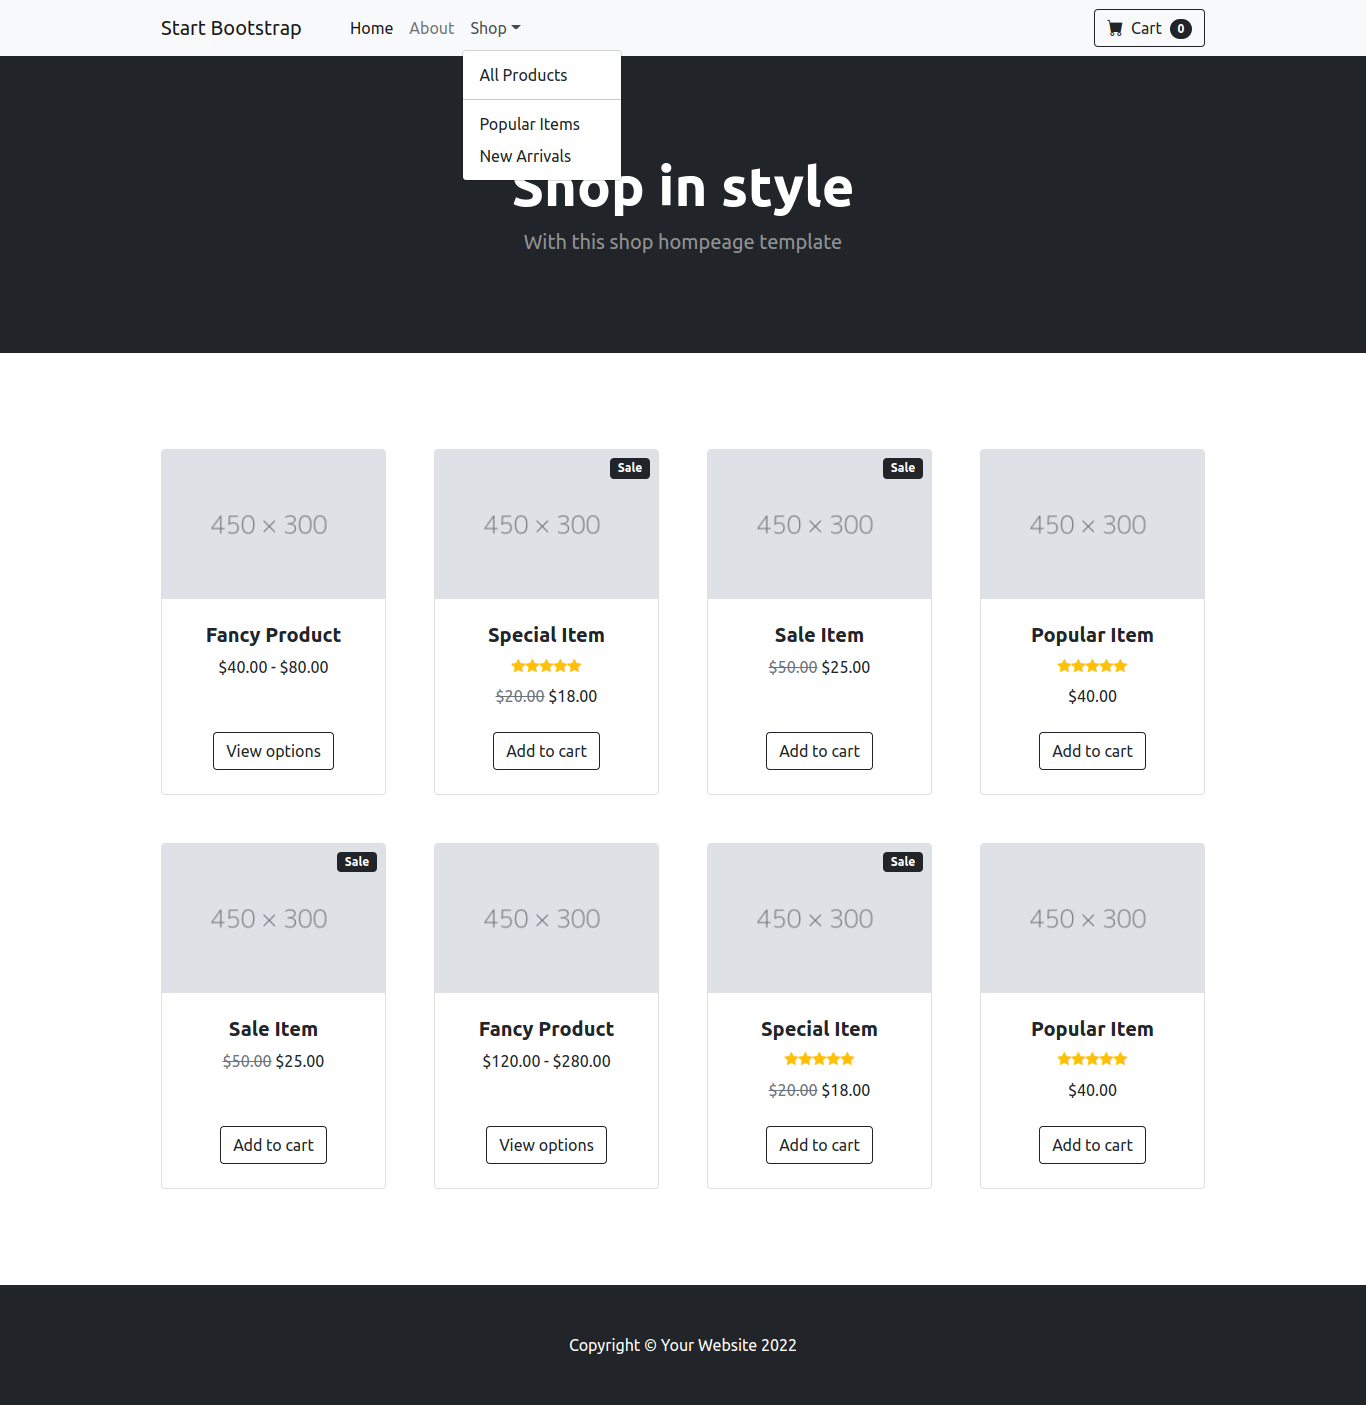 Start Bootstrap
Home About Shop
Cart 0
All Products
Popular Items
New Arrivals
Shop in style
With this shop hompeage template
450 × 300
Sale
450 × 300
Sale
450 × 300
450 × 300
Fancy Product
$40.00 - $80.00
View options
Special Item
$20.00 $18.00
Add to cart
Sale Item
$50.00 $25.00
Add to cart
Popular Item
$40.00
Add to cart
Sale
450 × 300
450 × 300
Sale
450 × 300
450 × 300
Sale Item
$50.00 $25.00
Add to cart
Fancy Product
$120.00 - $280.00
View options
Special Item
$20.00 $18.00
Add to cart
Popular Item
$40.00
Add to cart
Copyright © Your Website 2022